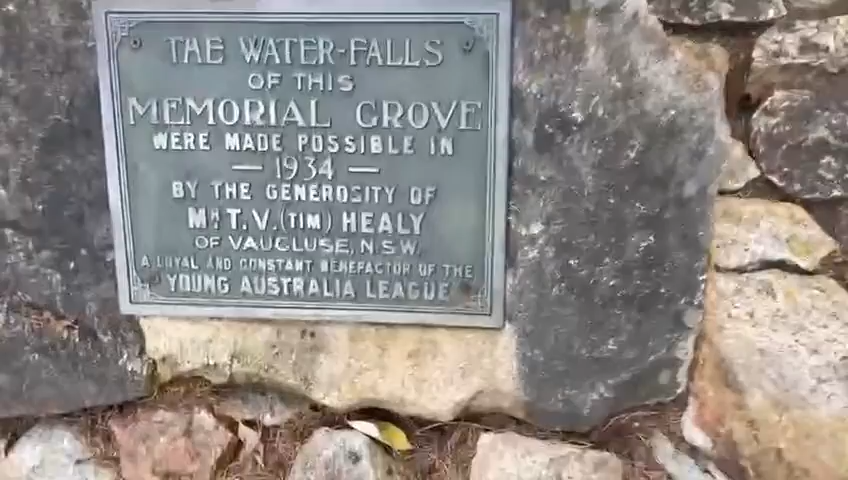 THE WATER-FALLS
OF THIS
MEMORIAL GROVE
WERE MADE POSSIBLE IN
— 1934 —
BY THE GENEROSITY OF
MR T.V. (TIM) HEALY
OF VAUCLUSE, N.S.W.
A LOYAL AND CONSTANT BENEFACTOR OF THE
YOUNG AUSTRALIA LEAGUE